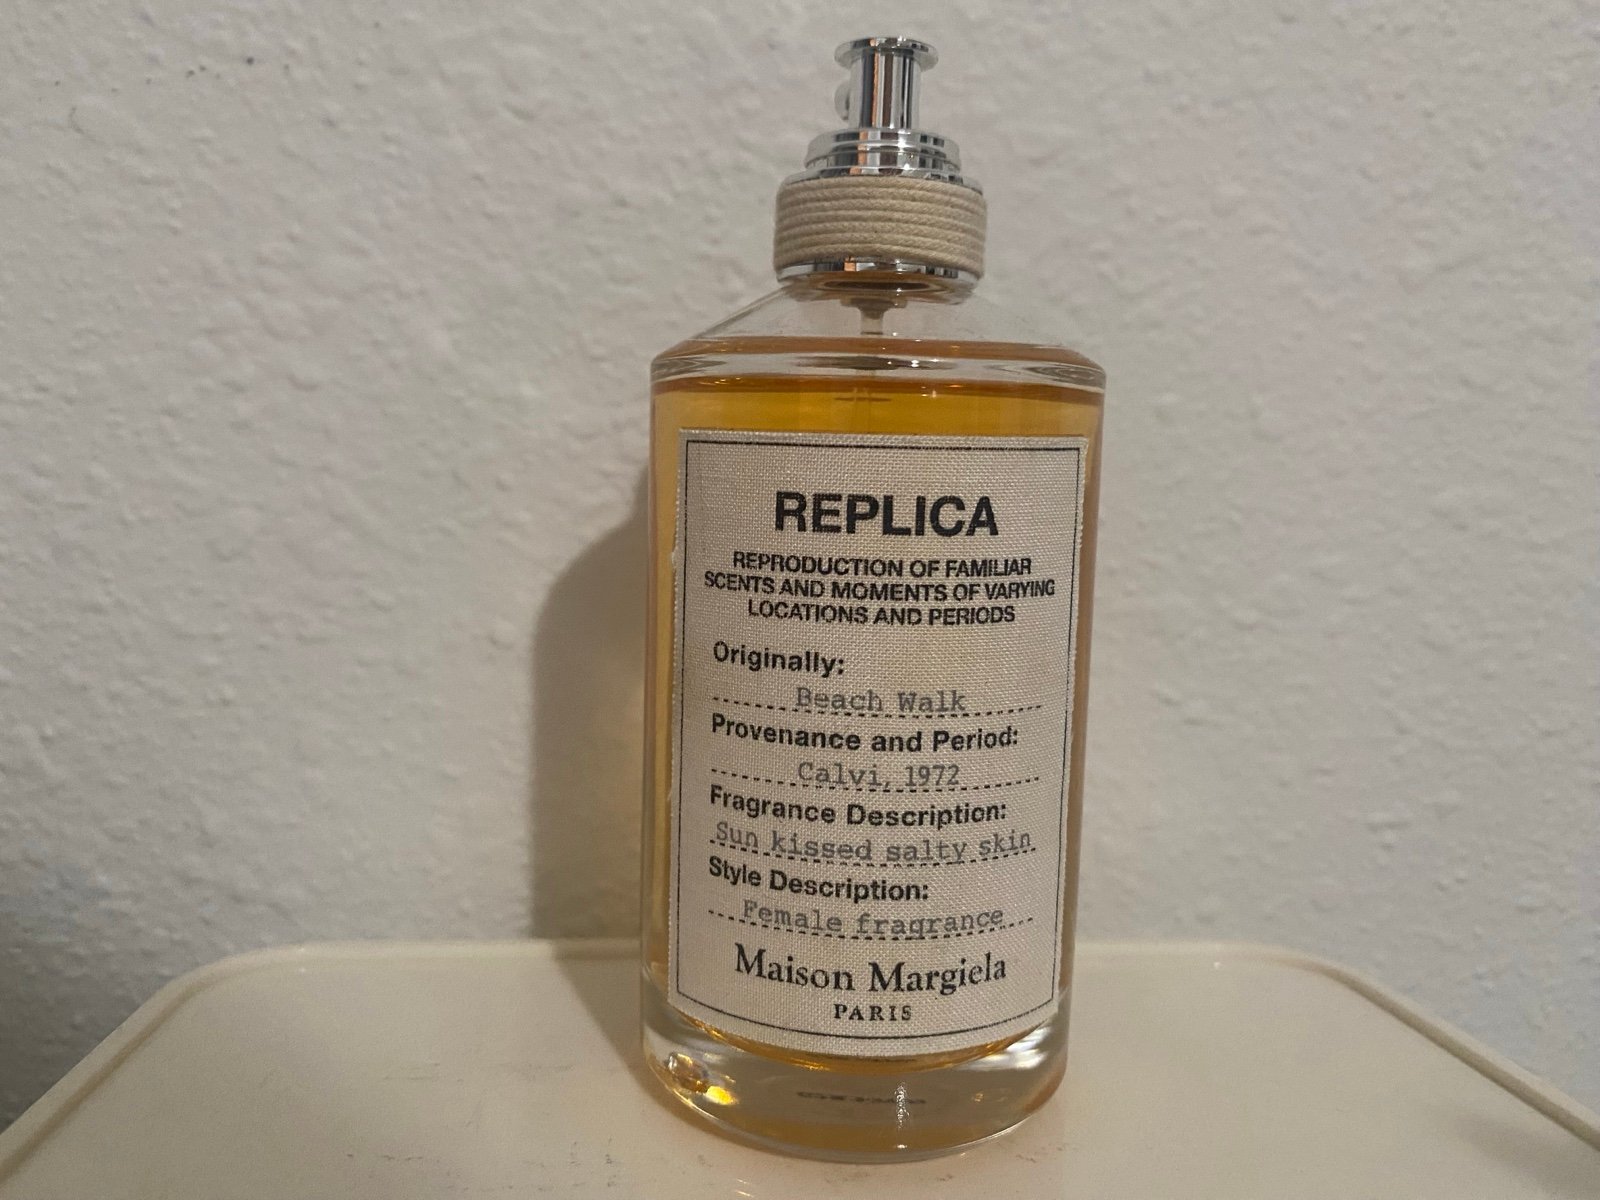 REPLICA
REPRODUCTION OF FAMILIAR
SCENTS AND MOMENTS OF VARYING
LOCATIONS AND PERIODS
Originally:
Beach Walk
Provenance and Period:
Calvi, 1972
Fragrance Description:
Sun kissed salty skin
Style Description:
Female fragrance
Maison Margiela
PARIS